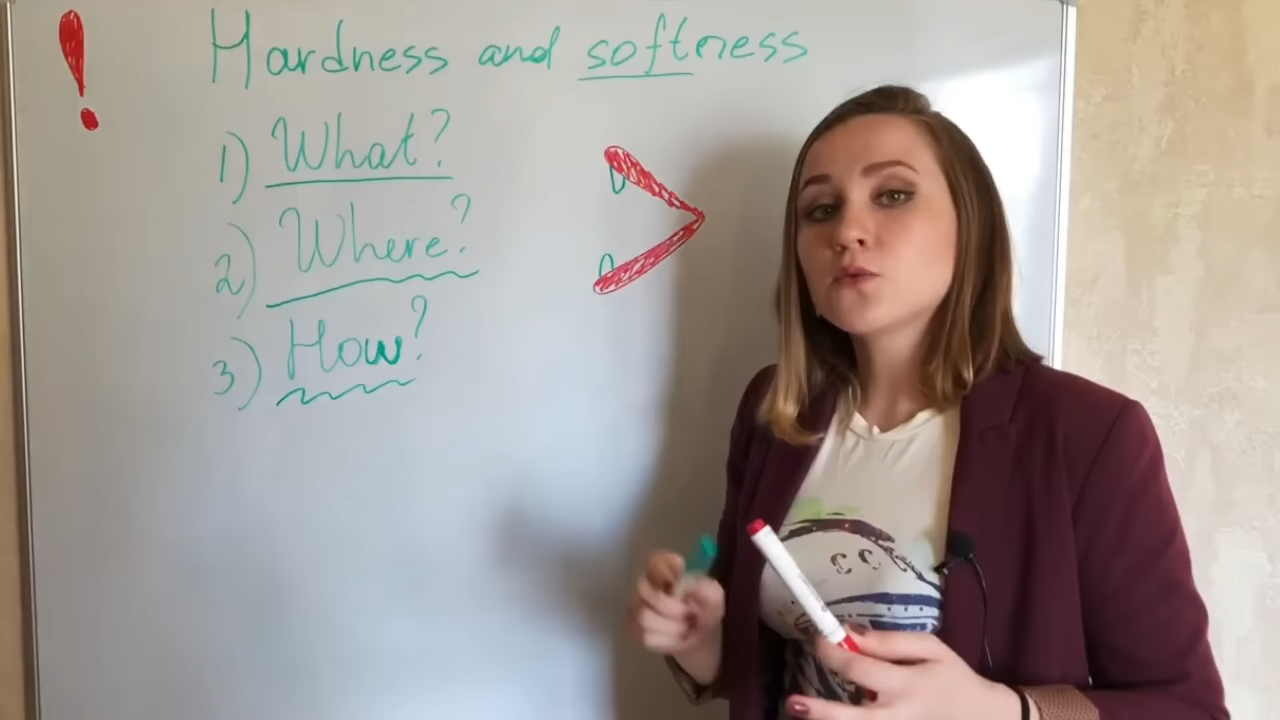 ! Hardness and softness
1) What?
2) Where?
3) How?